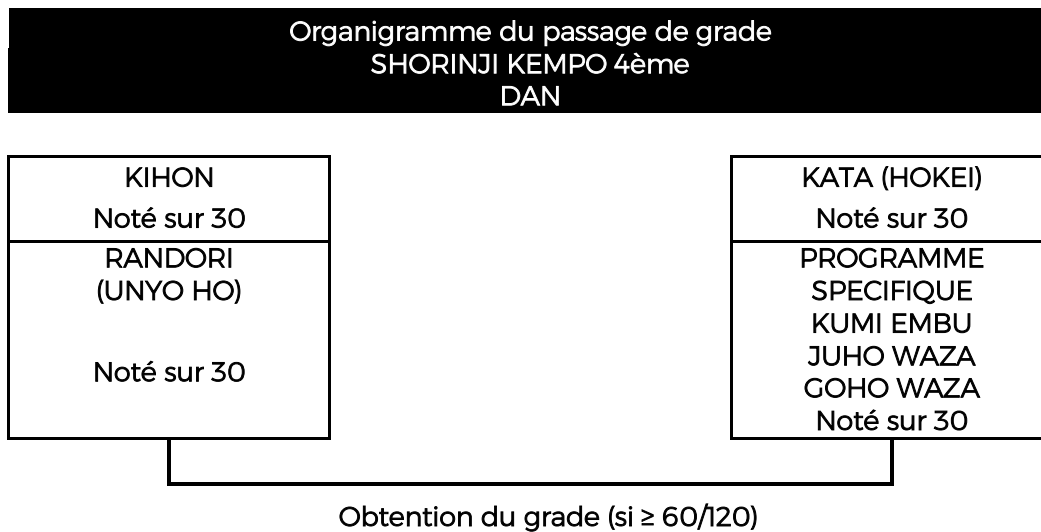 Organigramme du passage de grade
SHORINJI KEMPO 4ème
DAN
KIHON
Noté sur 30
RANDORI
(UNYO HO)
Noté sur 30
KATA (HOKEI)
Noté sur 30
PROGRAMME
SPECIFIQUE
KUMI EMBU
JUHO WAZA
GOHO WAZA
Noté sur 30
Obtention du grade (si ≥ 60/120)